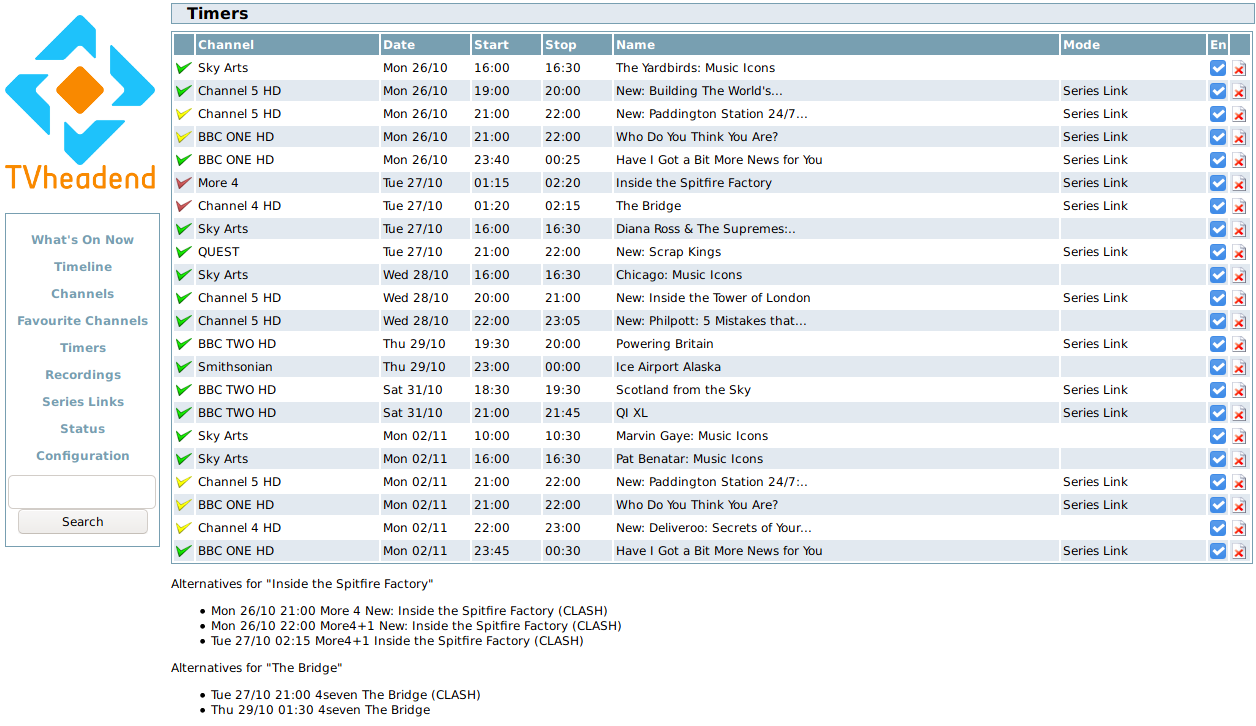 Timers
TVheadend
What's On Now
Timeline
Channels
Favourite Channels
Timers
Recordings
Series Links
Status
Configuration
Search
Channel Date Start Stop Name Mode En
Sky Arts Mon 26/10 16:00 16:30 The Yardbirds: Music Icons
Channel 5 HD Mon 26/10 19:00 20:00 New: Building The World's... Series Link
Channel 5 HD Mon 26/10 21:00 22:00 New: Paddington Station 24/7... Series Link
BBC ONE HD Mon 26/10 21:00 22:00 Who Do You Think You Are? Series Link
BBC ONE HD Mon 26/10 23:40 00:25 Have I Got a Bit More News for You Series Link
More 4 Tue 27/10 01:15 02:20 Inside the Spitfire Factory Series Link
Channel 4 HD Tue 27/10 01:20 02:15 The Bridge Series Link
Sky Arts Tue 27/10 16:00 16:30 Diana Ross & The Supremes:..
QUEST Tue 27/10 21:00 22:00 New: Scrap Kings Series Link
Sky Arts Wed 28/10 16:00 16:30 Chicago: Music Icons
Channel 5 HD Wed 28/10 20:00 21:00 New: Inside the Tower of London Series Link
Channel 5 HD Wed 28/10 22:00 23:05 New: Philpott: 5 Mistakes that...
BBC TWO HD Thu 29/10 19:30 20:00 Powering Britain Series Link
Smithsonian Thu 29/10 23:00 00:00 Ice Airport Alaska
BBC TWO HD Sat 31/10 18:30 19:30 Scotland from the Sky Series Link
BBC TWO HD Sat 31/10 21:00 21:45 QI XL Series Link
Sky Arts Mon 02/11 10:00 10:30 Marvin Gaye: Music Icons
Sky Arts Mon 02/11 16:00 16:30 Pat Benatar: Music Icons
Channel 5 HD Mon 02/11 21:00 22:00 New: Paddington Station 24/7:.. Series Link
BBC ONE HD Mon 02/11 21:00 22:00 Who Do You Think You Are? Series Link
Channel 4 HD Mon 02/11 22:00 23:00 New: Deliveroo: Secrets of Your...
BBC ONE HD Mon 02/11 23:45 00:30 Have I Got a Bit More News for You Series Link
Alternatives for "Inside the Spitfire Factory"
• Mon 26/10 21:00 More 4 New: Inside the Spitfire Factory (CLASH)
• Mon 26/10 22:00 More4+1 New: Inside the Spitfire Factory (CLASH)
• Tue 27/10 02:15 More4+1 Inside the Spitfire Factory (CLASH)
Alternatives for "The Bridge"
• Tue 27/10 21:00 4seven The Bridge (CLASH)
• Thu 29/10 01:30 4seven The Bridge